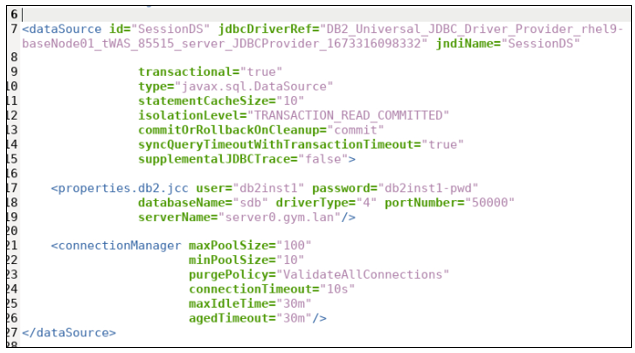 6
7 <dataSource id="SessionDS" jdbcDriverRef="DB2_Universal_JDBC_Driver_Provider_rhel9-
baseNode01_tWAS_85515_server_JDBCProvider_1673316098332" jndiName="SessionDS"
8
9 transactional="true"
10 type="javax.sql.DataSource"
11 statementCacheSize="10"
12 isolationLevel="TRANSACTION_READ_COMMITTED"
13 commitOrRollbackOnCleanup="commit"
14 syncQueryTimeoutWithTransactionTimeout="true"
15 supplementalJDBCTrace="false">
16
17 <properties.db2.jcc user="db2inst1" password="db2inst1-pwd"
18 databaseName="sdb" driverType="4" portNumber="50000"
19 serverName="server0.gym.lan"/>
20
21 <connectionManager maxPoolSize="100"
22 minPoolSize="10"
23 purgePolicy="ValidateAllConnections"
24 connectionTimeout="10s"
25 maxIdleTime="30m"
26 agedTimeout="30m"/>
27 </dataSource>
28